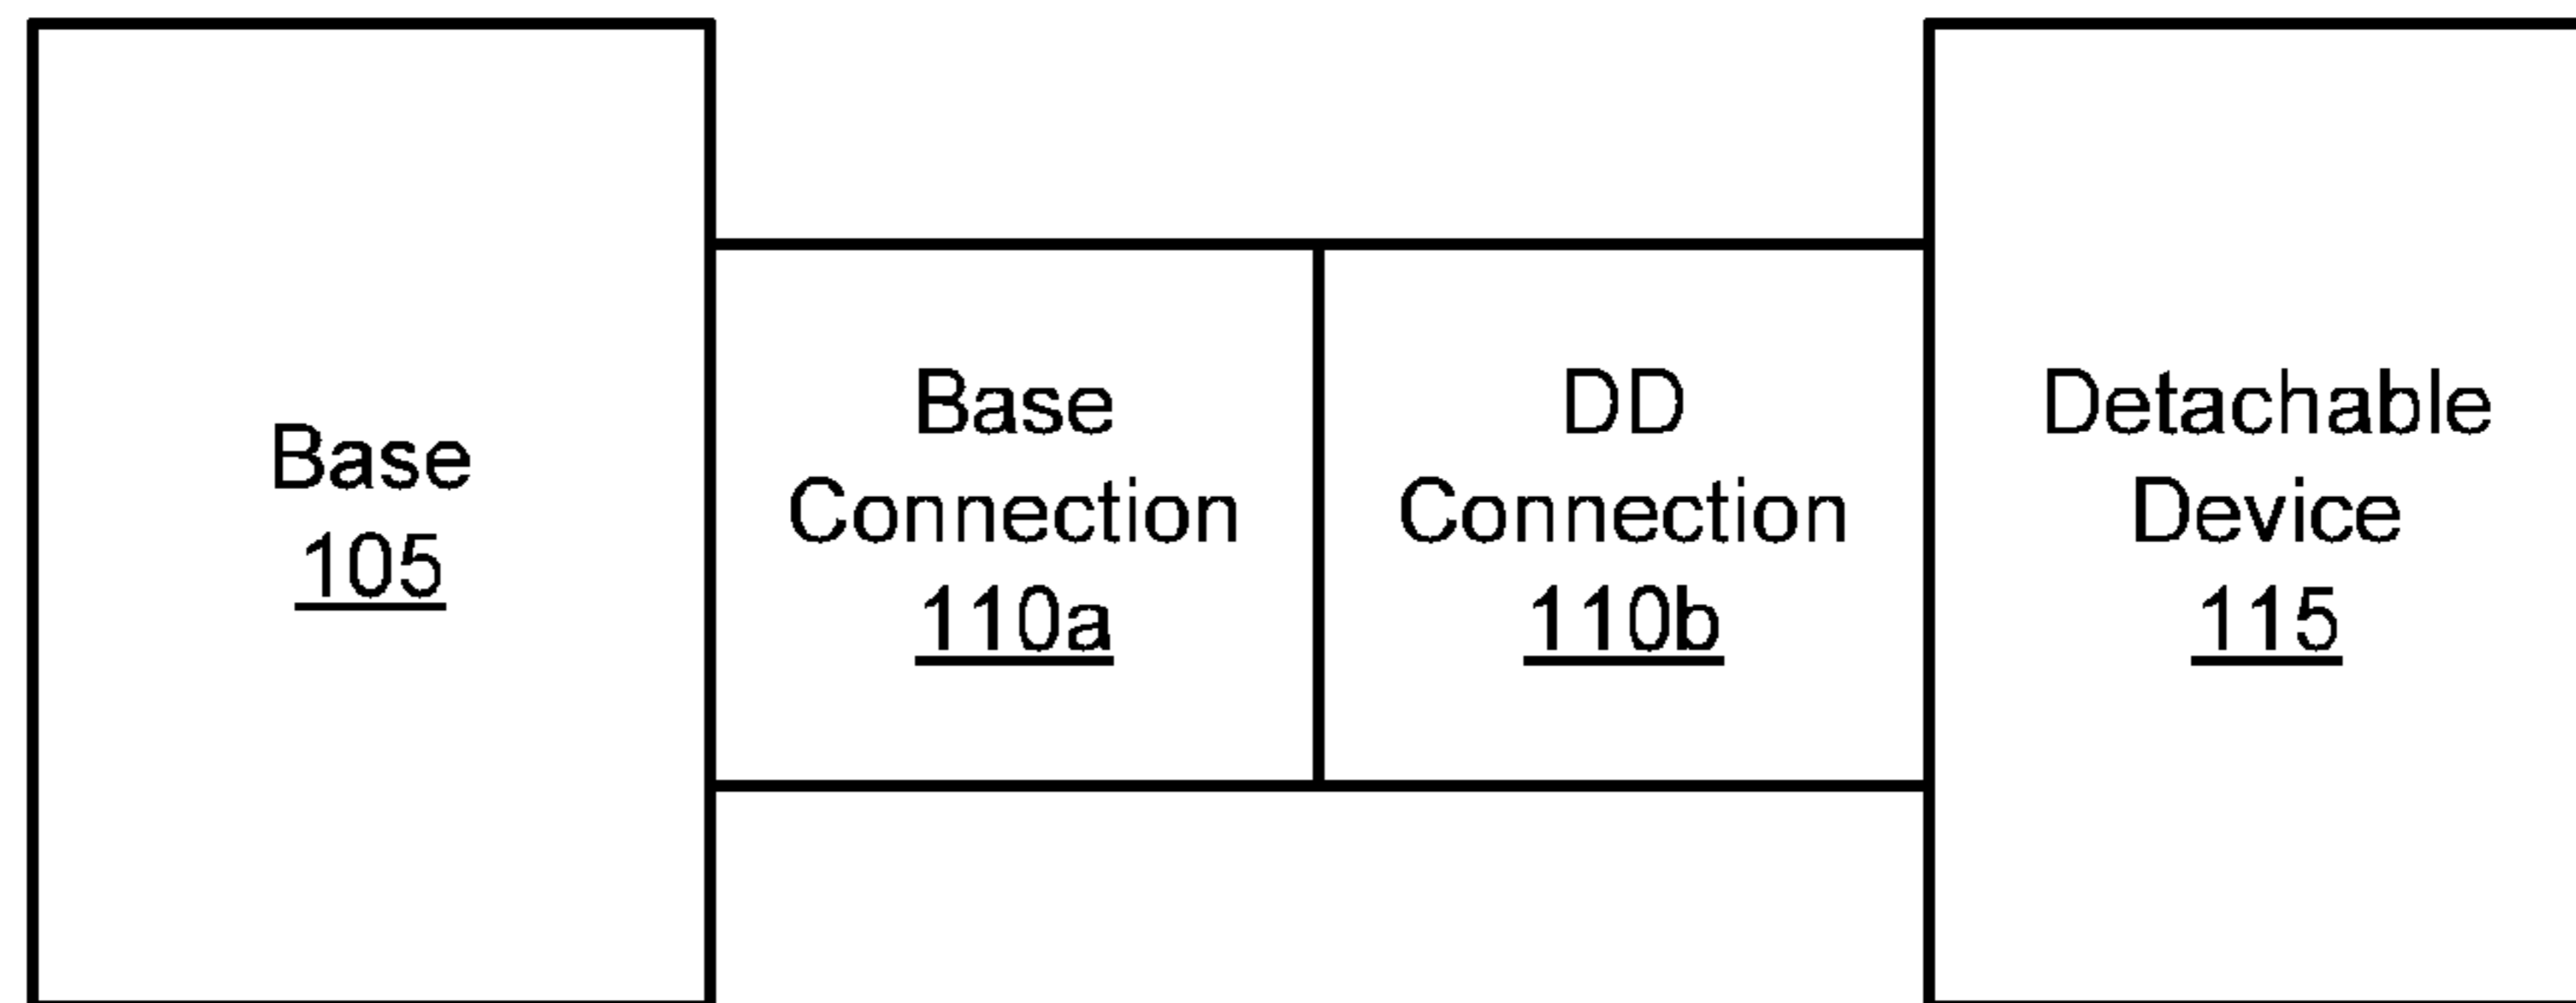 Base
105
Base
Connection
110a
DD
Connection
110b
Detachable
Device
115